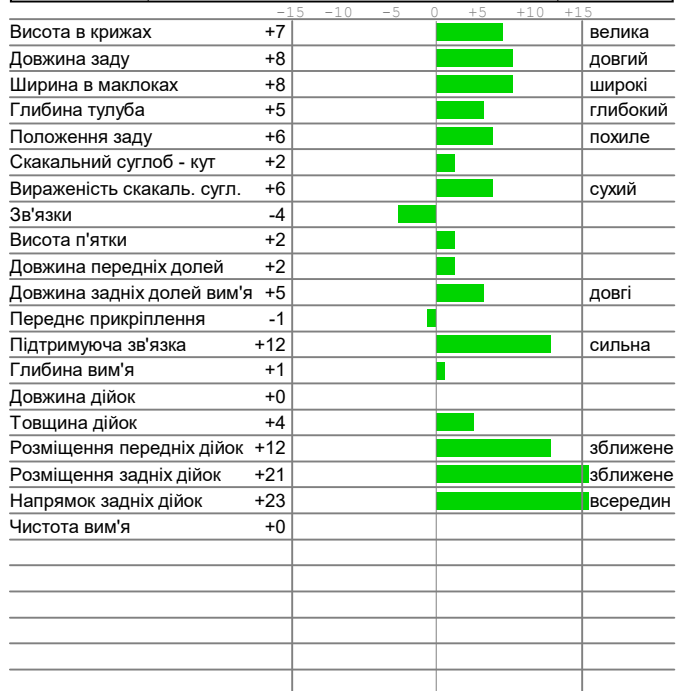 -15 -10 -5 0 +5 +10 +15
Висота в крижах +7 велика
Довжина заду +8 довгий
Ширина в маклоках +8 широкі
Глибина тулуба +5 глибокий
Положення заду +6 похиле
Скакальний суглоб - кут +2
Вираженість скакаль. сугл. +6 сухий
Зв'язки -4
Висота п'ятки +2
Довжина передніх долей +2
Довжина задніх долей вим'я +5 довгі
Переднє прикріплення -1
Підтримуюча зв'язка +12 сильна
Глибина вим'я +1
Довжина дійок +0
Товщина дійок +4
Розміщення передніх дійок +12 зближене
Розміщення задніх дійок +21 зближене
Напрямок задніх дійок +23 всередин
Чистота вим'я +0